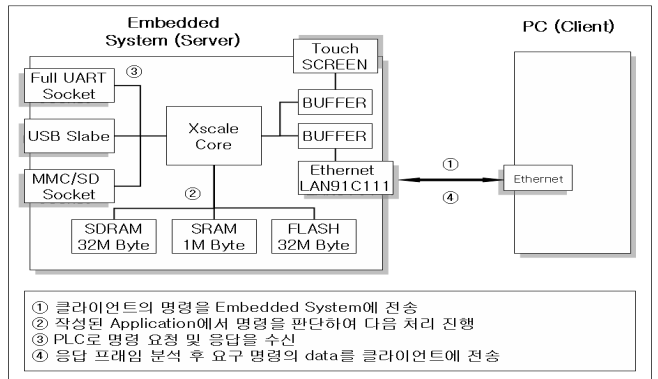 Embedded
System (Server)
PC (Client)
Touch
SCREEN
③
Full UART
Socket
BUFFER
USB Slabe
Xscale
Core
BUFFER
MMC/SD
Socket
Ethernet
LAN91C111
①
④
Ethernet
②
SDRAM
32M Byte
SRAM
1M Byte
FLASH
32M Byte
① 클라이언트의 명령을 Embedded System에 전송
② 작성된 Application에서 명령을 판단하여 다음 처리 진행
③ PLC로 명령 요청 및 응답을 수신
④ 응답 프래임 분석 후 요구 명령의 data를 클라이언트에 전송